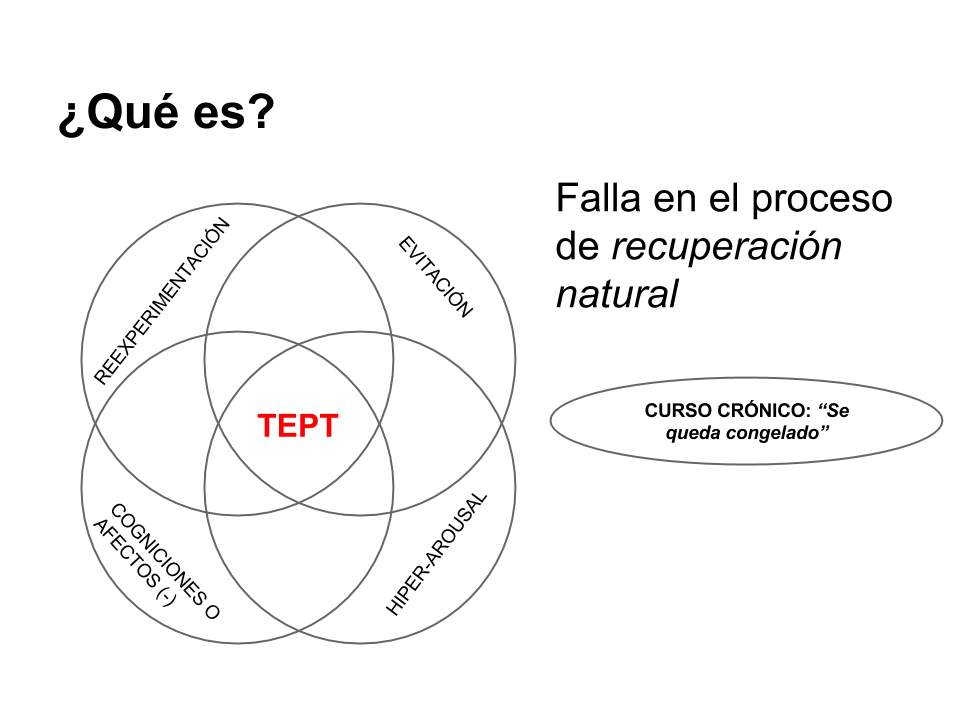 ¿Qué es?
Falla en el proceso
de recuperación
natural
REEXPERIMENTACIÓN
EVITACIÓN
TEPT
CURSO CRÓNICO: “Se
queda congelado”
COGNICIONES O
AFECTOS (-)
HIPER-AROUSAL